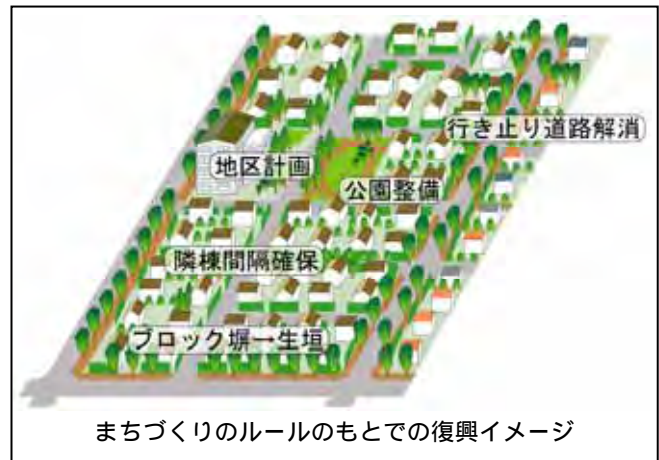 行き止り道路解消
地区計画
公園整備
隣棟間隔確保
ブロック塀→生垣
まちづくりのルールのもとでの復興イメージ